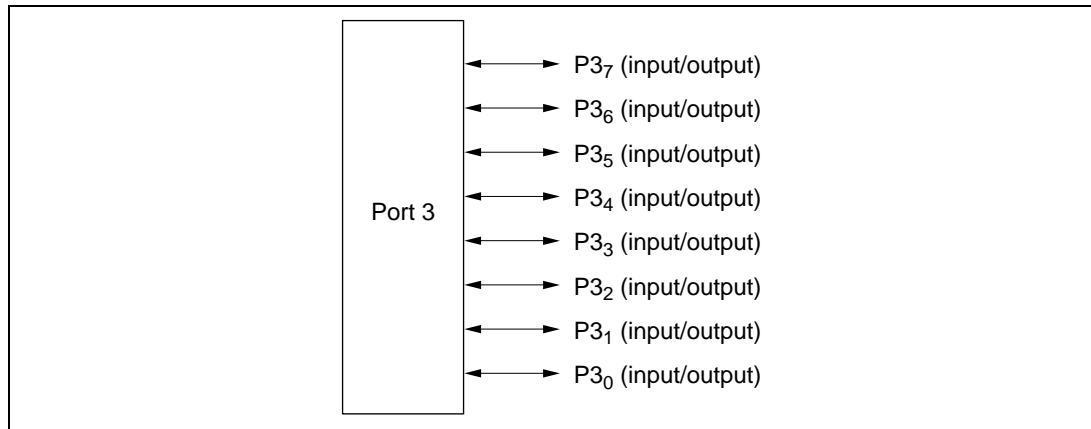 P3₇ (input/output)
P3₆ (input/output)
P3₅ (input/output)
P3₄ (input/output)
Port 3
P3₃ (input/output)
P3₂ (input/output)
P3₁ (input/output)
P3₀ (input/output)